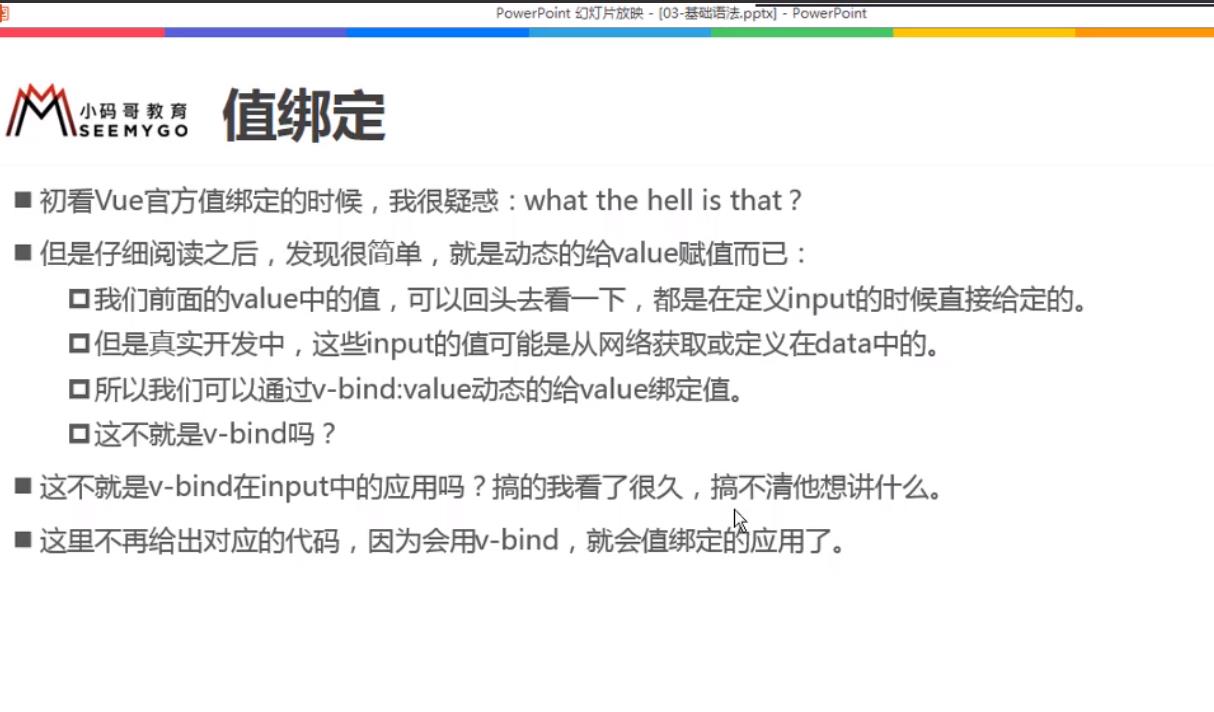 PowerPoint 幻灯片放映 - [03-基础语法.pptx] - PowerPoint
小码哥教育
SEEMYGO
值绑定
初看Vue官方值绑定的时候，我很疑惑：what the hell is that？
但是仔细阅读之后，发现很简单，就是动态的给value赋值而已：
我们前面的value中的值，可以回头去看一下，都是在定义input的时候直接给定的。
但是真实开发中，这些input的值可能是从网络获取或定义在data中的。
所以我们可以通过v-bind:value动态的给value绑定值。
这不就是v-bind吗？
这不就是v-bind在input中的应用吗？搞的我看了很久，搞不清他想讲什么。
这里不再给出对应的代码，因为会用v-bind，就会值绑定的应用了。